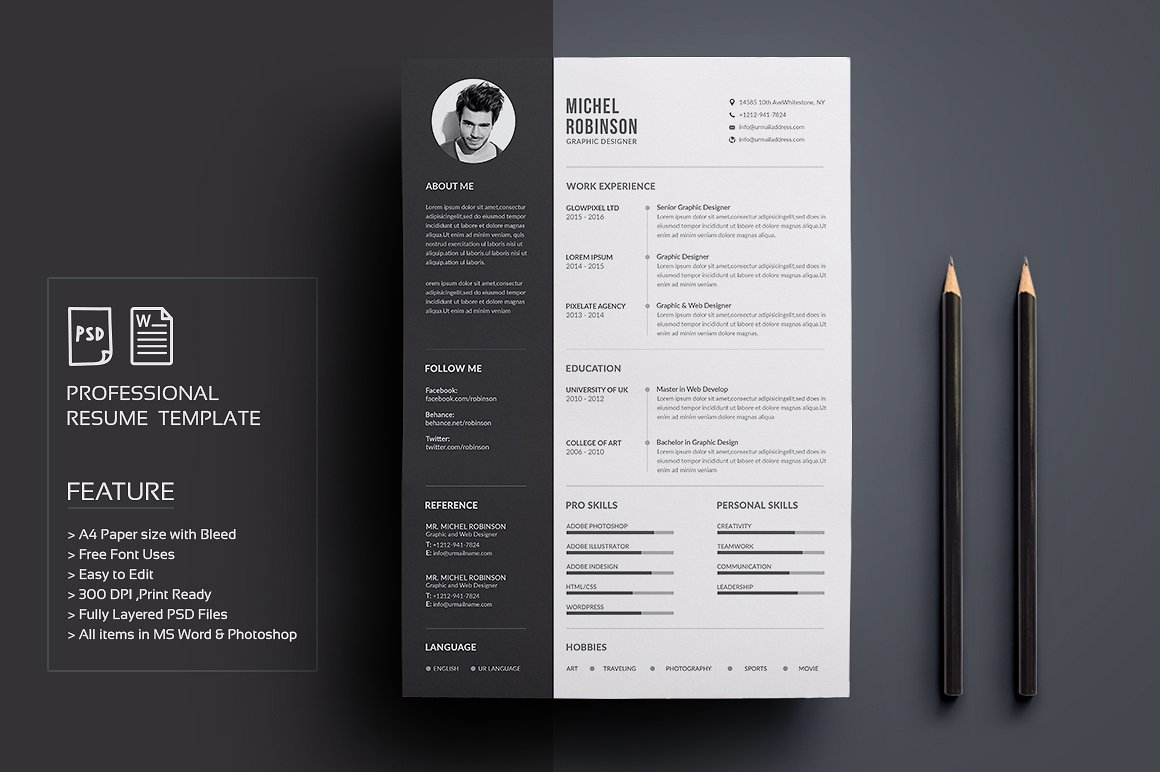 PSD
W
PROFESSIONAL
RESUME TEMPLATE
FEATURE
> A4 Paper size with Bleed
> Free Font Uses
> Easy to Edit
> 300 DPI ,Print Ready
> Fully Layered PSD Files
> All items in MS Word & Photoshop
ABOUT ME
Lorem ipsum dolor sit amet,consectur
adipisicingelit,sed do eiusmod tempor
incididunt ut labore et dolore magnas
aliqua.Ut enim ad minim veniam, quis
nostrud exercitation ul laboris nisi ut
aliquip.ation ul laboris.ul laboris nisi ut
aliquip.ation ul laboris.
orem ipsum dolor sit amet,consectur
adipisicingelit,sed do eiusmod tempor
incididunt ut labore et dolore magnas
aliqua.Ut enim ad minim veniam
FOLLOW ME
Facebook:
facebook.com/robinson
Behance:
behance.net/robinson
Twitter:
twitter.com/robinson
REFERENCE
MR. MICHEL ROBINSON
Graphic and Web Designer
T: +1212-941-7824
E: info@urmailname.com
MR. MICHEL ROBINSON
Graphic and Web Designer
T: +1212-941-7824
E: info@urmailname.com
LANGUAGE
ENGLISH UR LANGUAGE
MICHEL
ROBINSON
GRAPHIC DESIGNER
14585 10th AveWhitestone, NY
+1212-941-7824
info@urmailaddress.com
info@urmailaddress.com
WORK EXPERIENCE
GLOWPIXEL LTD
2015 - 2016
Senior Graphic Designer
Lorem ipsum dolor sit amet,consectur adipisicingelit,sed does in
eiusmod tempor incididunt ut labore et dolore magnas aliqua.Ut
enim ad minim veniam dolore magnas aliqua.
LOREM IPSUM
2014 - 2015
Graphic Designer
Lorem ipsum dolor sit amet,consectur adipisicingelit,sed does in
eiusmod tempor incididunt ut labore et dolore magnas aliqua.Ut
enim ad minim veniam
PIXELATE AGENCY
2013 - 2014
Graphic & Web Designer
Lorem ipsum dolor sit amet,consectur adipisicingelit,sed does in
eiusmod tempor incididunt ut labore et dolore magnas aliqua.Ut
enim ad minim veniam dolore magnas.
EDUCATION
UNIVERSITY OF UK
2010 - 2012
Master in Web Develop
Lorem ipsum dolor sit amet,consectur adipisicingelit,sed does in
eiusmod tempor incididunt ut labore et dolore magnas aliqua.Ut
enim ad minim veniam dolore magnas aliqua
COLLEGE OF ART
2006 - 2010
Bachelor in Graphic Design
Lorem ipsum dolor sit amet,consectur adipisicingelit,sed does in
eiusmod tempor incididunt ut labore et dolore magnas aliqua.Ut
enim ad minim veniam
PRO SKILLS
ADOBE PHOTOSHOP
ADOBE ILLUSTRATOR
ADOBE INDESIGN
HTML/CSS
WORDPRESS
PERSONAL SKILLS
CREATIVITY
TEAMWORK
COMMUNICATION
LEADERSHIP
HOBBIES
ART TRAVELING PHOTOGRAPHY SPORTS MOVIE